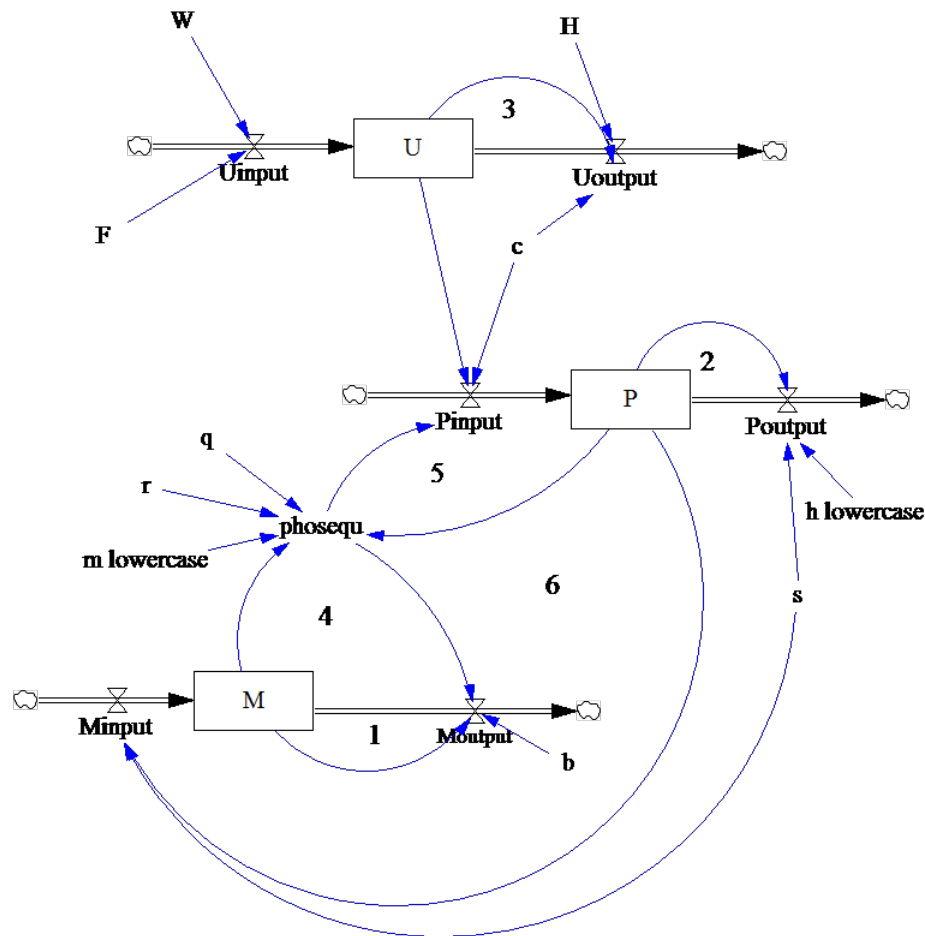 W
H
3
U
Uinput
Uoutput
F
c
2
P
Pinput
Poutput
q
5
r
h lowercase
phosequ
m lowercase
6
s
4
M
Minput
1
Moutput
b